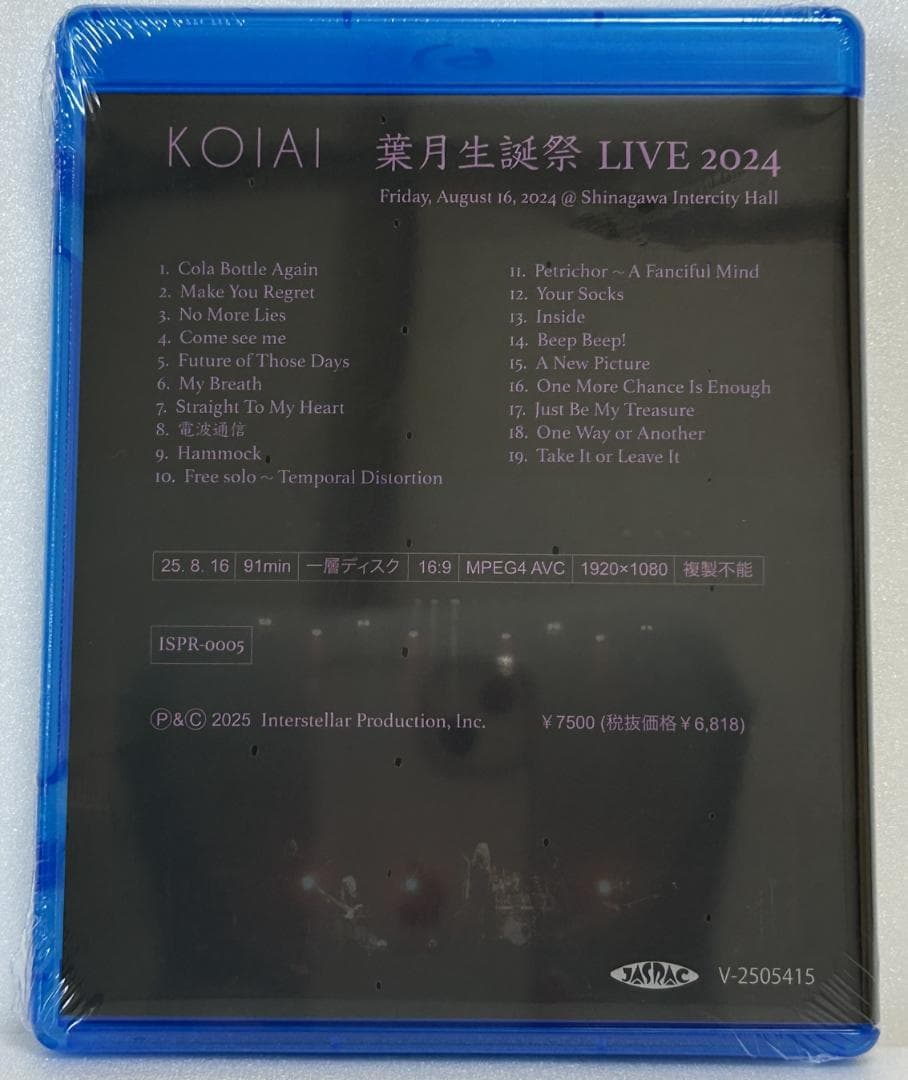 KOIAI 葉月生誕祭 LIVE 2024
Friday, August 16, 2024 @ Shinagawa Intercity Hall
1. Cola Bottle Again
2. Make You Regret
3. No More Lies
4. Come see me
5. Future of Those Days
6. My Breath
7. Straight To My Heart
8. 電波通信
9. Hammock
10. Free solo ~ Temporal Distortion
11. Petrichor ~ A Fanciful Mind
12. Your Socks
13. Inside
14. Beep Beep!
15. A New Picture
16. One More Chance Is Enough
17. Just Be My Treasure
18. One Way or Another
19. Take It or Leave It
25. 8. 16 91min 一層ディスク 16:9 MPEG4 AVC 1920×1080 複製不能
ISPR-0005
Ⓟ&Ⓒ 2025 Interstellar Production, Inc. ¥7500 (税抜価格¥6,818)
JASRAC V-2505415